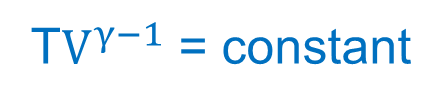 TV^γ−1 = constant